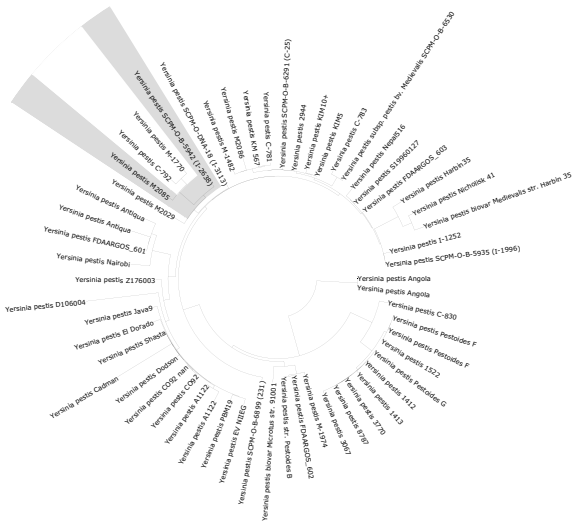 Yersinia pestis SCPM-O-B-5942 (I-2638)
Yersinia pestis SCPM-O-DNA-18 (I-3113)
Yersinia pestis M-1482
Yersinia pestis M2086
Yersinia pestis KM 567
Yersinia pestis C-781
Yersinia pestis SCPM-O-B-6291 (C-25)
Yersinia pestis 2944
Yersinia pestis KIM10+
Yersinia pestis KIM5
Yersinia pestis C-783
Yersinia pestis subsp. pestis bv. Medievalis SCPM-O-B-6530
Yersinia pestis Nepal516
Yersinia pestis S19960127
Yersinia pestis FDAARGOS_603
Yersinia pestis Harbin35
Yersinia pestis Nicholisk 41
Yersinia pestis biovar Medievalis str. Harbin 35
Yersinia pestis I-1252
Yersinia pestis SCPM-O-B-5935 (I-1996)
Yersinia pestis Angola
Yersinia pestis Angola
Yersinia pestis C-830
Yersinia pestis Pestoides F
Yersinia pestis Pestoides F
Yersinia pestis 1522
Yersinia pestis Pestoides G
Yersinia pestis 1412
Yersinia pestis 1413
Yersinia pestis 3770
Yersinia pestis 8787
Yersinia pestis 3067
Yersinia pestis M-1974
Yersinia pestis FDAARGOS_602
Yersinia pestis str. Pestoides B
Yersinia pestis biovar Microtus str. 91001
Yersinia pestis SCPM-O-B-6899 (231)
Yersinia pestis EV NIIEG
Yersinia pestis PBM19
Yersinia pestis A1122
Yersinia pestis A1122
Yersinia pestis CO92
Yersinia pestis CO92_nan
Yersinia pestis Dodson
Yersinia pestis Cadman
Yersinia pestis Shasta
Yersinia pestis El Dorado
Yersinia pestis Java9
Yersinia pestis D106004
Yersinia pestis Z176003
Yersinia pestis Nairobi
Yersinia pestis FDAARGOS_601
Yersinia pestis Antiqua
Yersinia pestis Antiqua
Yersinia pestis M2029
Yersinia pestis M2085
Yersinia pestis C-792
Yersinia pestis M-1770